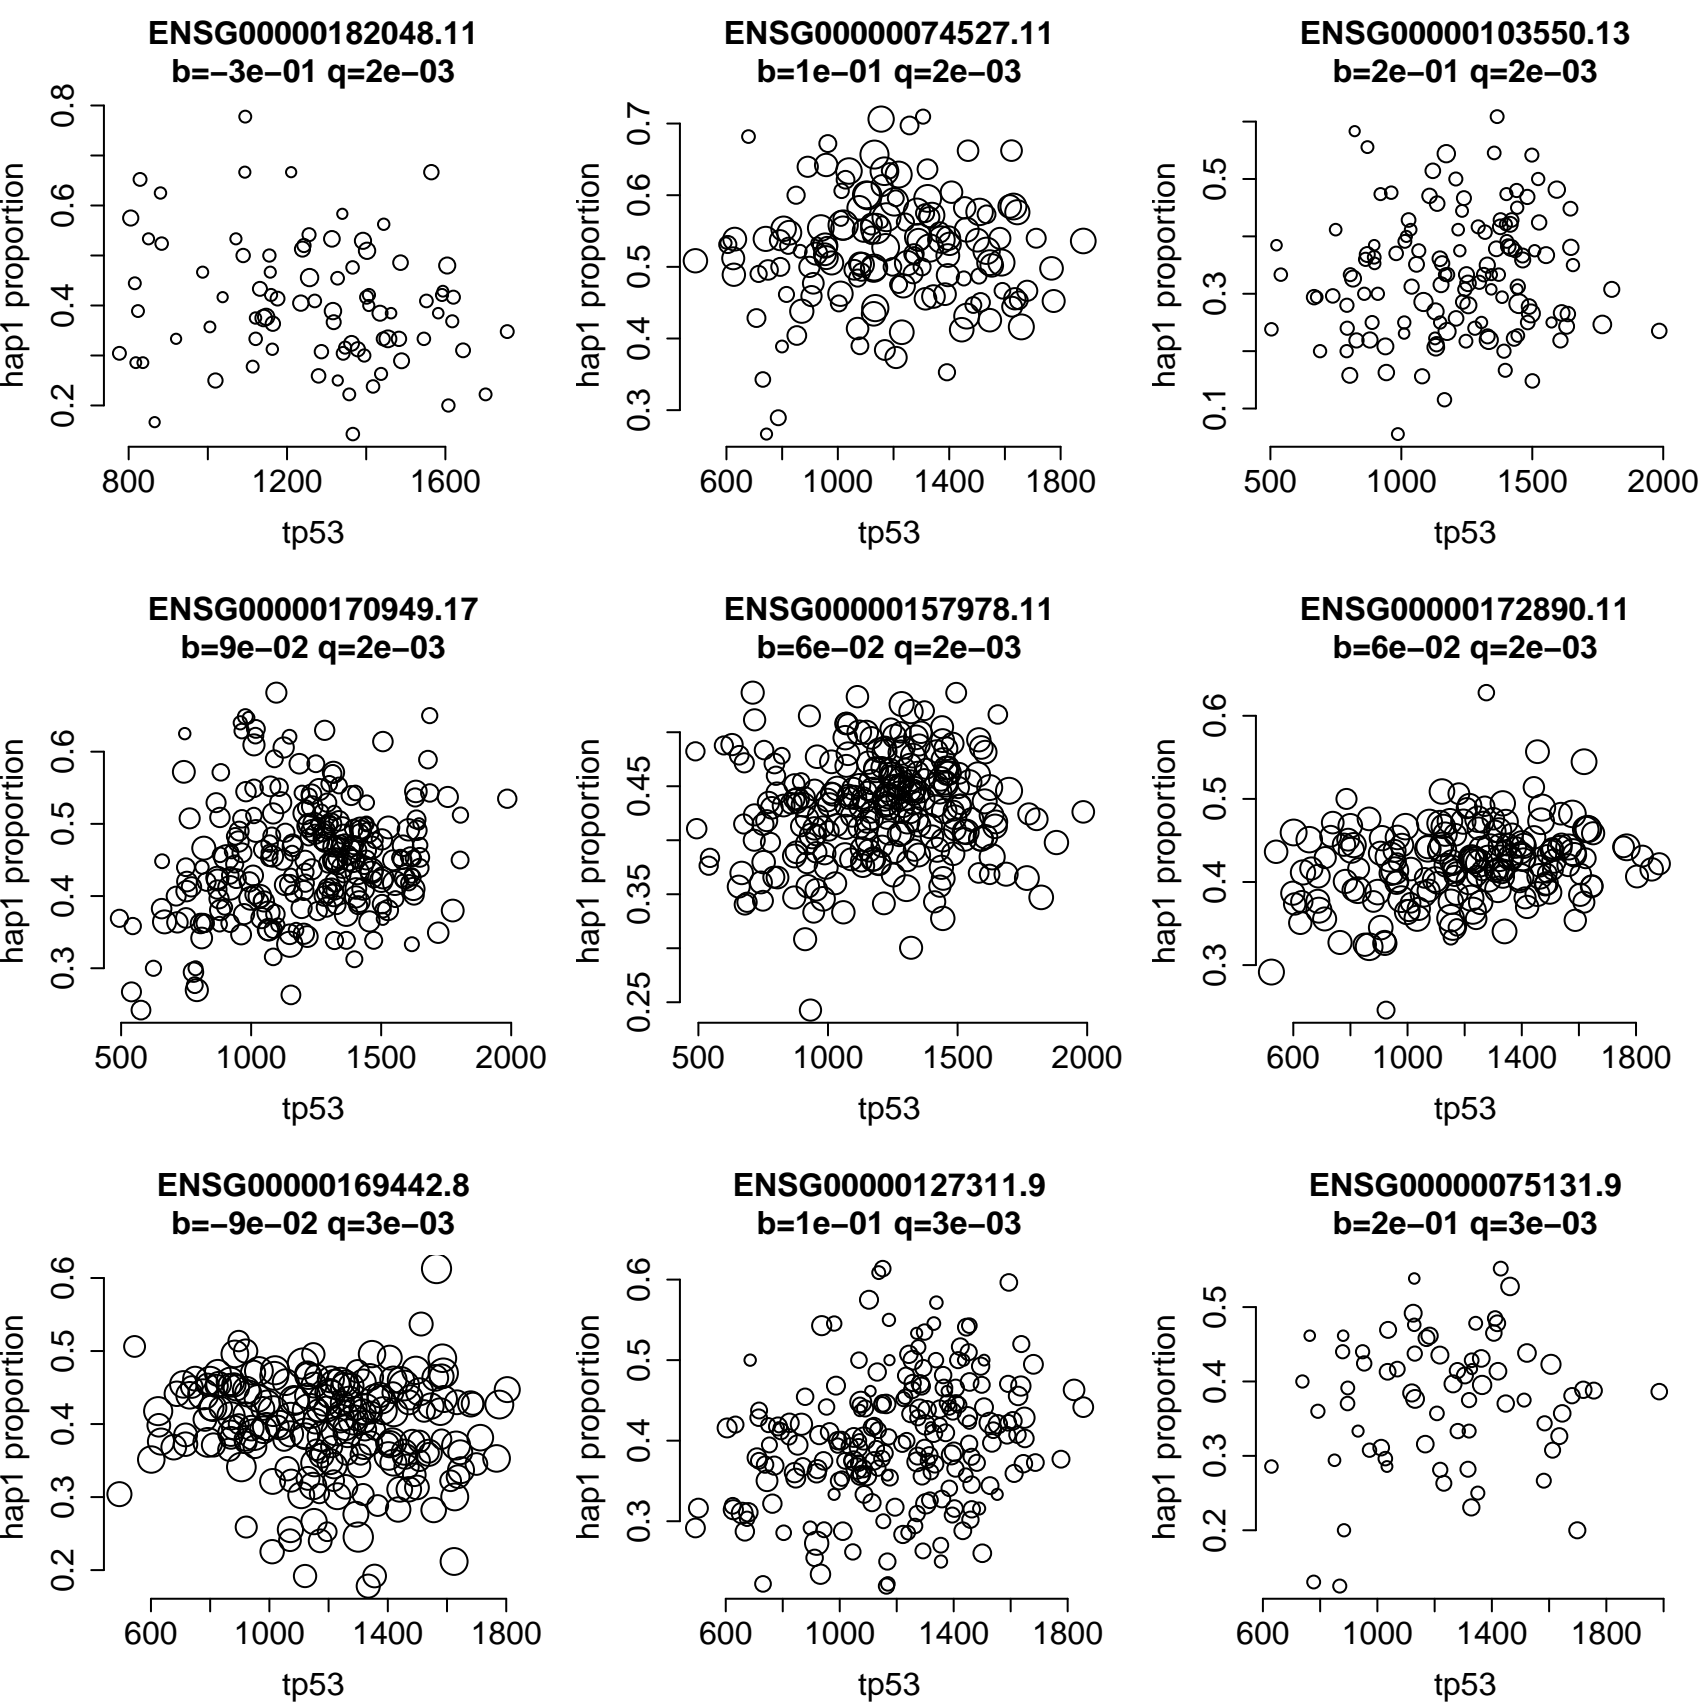 ENSG00000182048.11
b=−3e−01 q=2e−03
hap1 proportion
0.2 0.4 0.6 0.8
800 1200 1600
tp53
ENSG00000074527.11
b=1e−01 q=2e−03
hap1 proportion
0.3 0.4 0.5 0.6 0.7
600 1000 1400 1800
tp53
ENSG00000103550.13
b=2e−01 q=2e−03
hap1 proportion
0.1 0.3 0.5
500 1000 1500 2000
tp53
ENSG00000170949.17
b=9e−02 q=2e−03
hap1 proportion
0.3 0.4 0.5 0.6
500 1000 1500 2000
tp53
ENSG00000157978.11
b=6e−02 q=2e−03
hap1 proportion
0.25 0.35 0.45
500 1000 1500 2000
tp53
ENSG00000172890.11
b=6e−02 q=2e−03
hap1 proportion
0.3 0.4 0.5 0.6
600 1000 1400 1800
tp53
ENSG00000169442.8
b=−9e−02 q=3e−03
hap1 proportion
0.2 0.3 0.4 0.5 0.6
600 1000 1400 1800
tp53
ENSG00000127311.9
b=1e−01 q=3e−03
hap1 proportion
0.3 0.4 0.5 0.6
600 1000 1400 1800
tp53
ENSG00000075131.9
b=2e−01 q=3e−03
hap1 proportion
0.2 0.3 0.4 0.5
600 1000 1400 1800
tp53